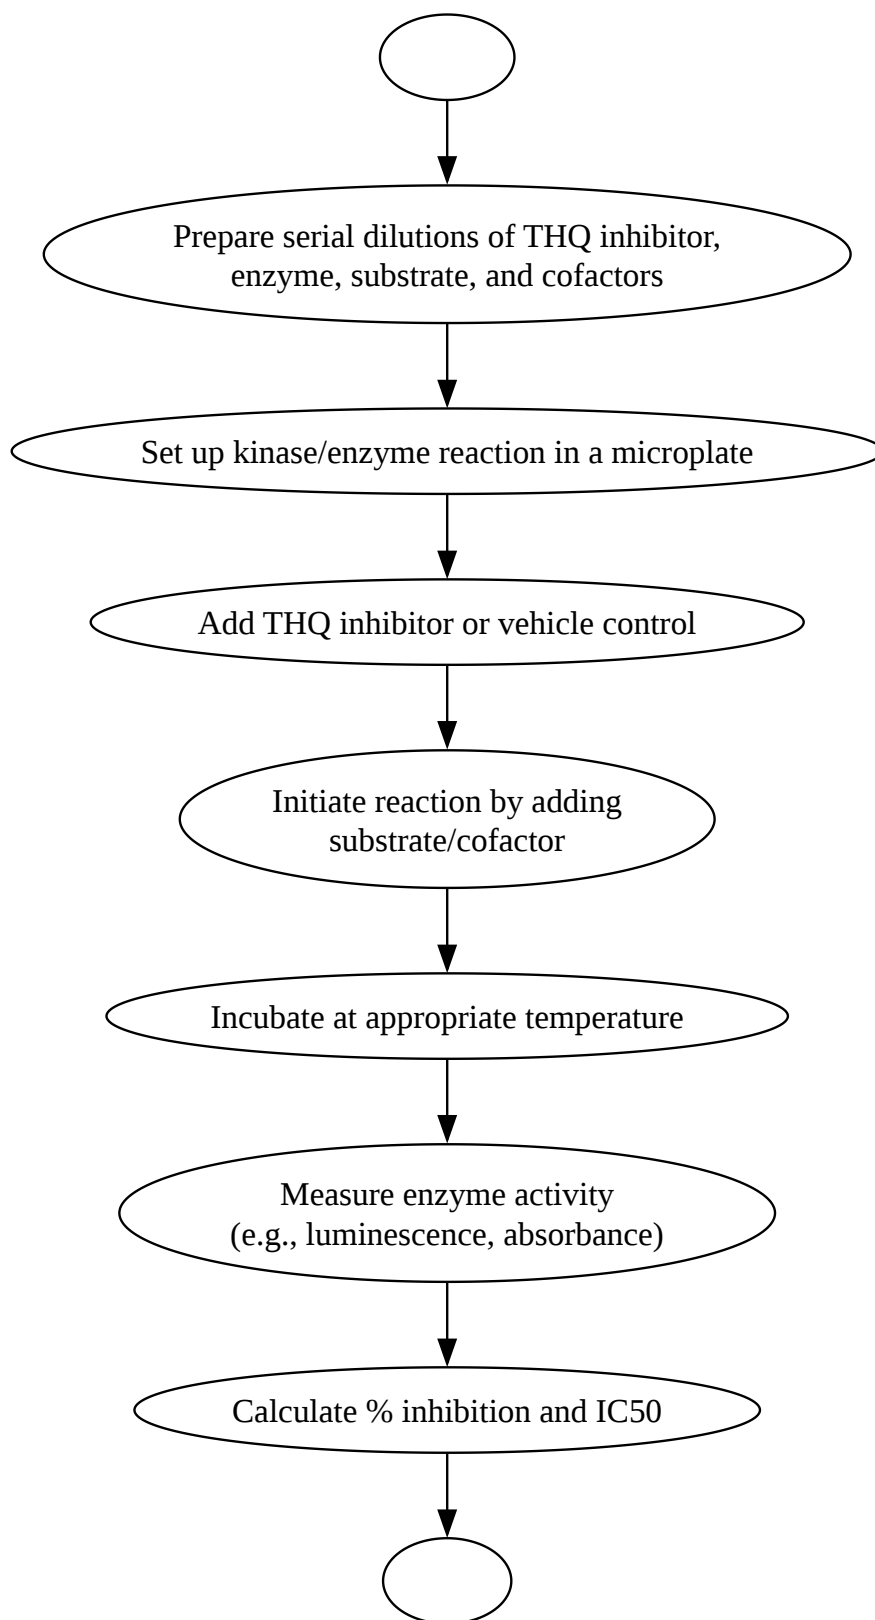 Prepare serial dilutions of THQ inhibitor,
enzyme, substrate, and cofactors
Set up kinase/enzyme reaction in a microplate
Add THQ inhibitor or vehicle control
Initiate reaction by adding
substrate/cofactor
Incubate at appropriate temperature
Measure enzyme activity
(e.g., luminescence, absorbance)
Calculate % inhibition and IC50